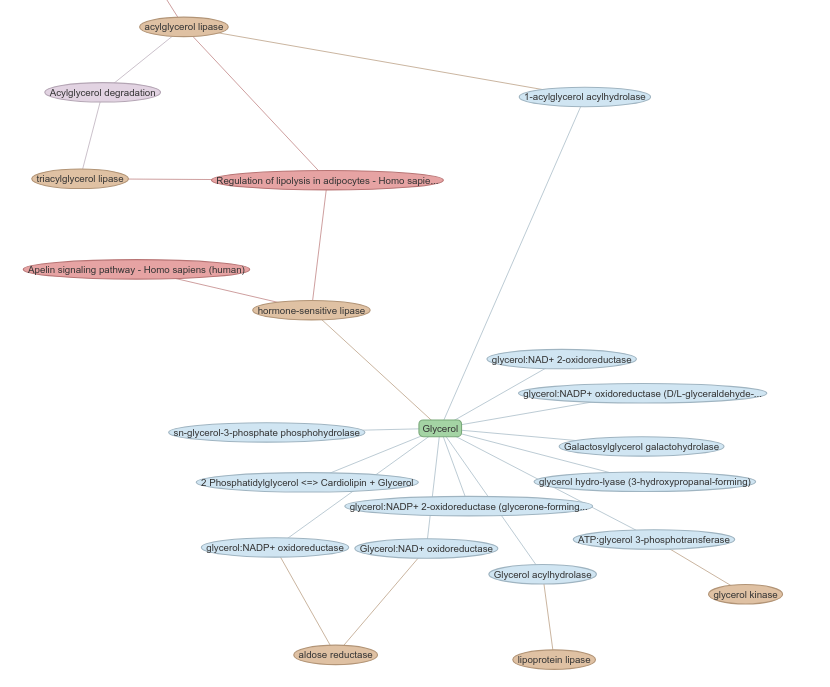 acylglycerol lipase
Acylglycerol degradation
1-acylglycerol acylhydrolase
triacylglycerol lipase
Regulation of lipolysis in adipocytes - Homo sapie...
Apelin signaling pathway - Homo sapiens (human)
hormone-sensitive lipase
glycerol:NAD+ 2-oxidoreductase
glycerol:NADP+ oxidoreductase (D/L-glyceraldehyde-...
Glycerol
sn-glycerol-3-phosphate phosphohydrolase
Galactosylglycerol galactohydrolase
2 Phosphatidylglycerol <=> Cardiolipin + Glycerol
glycerol hydro-lyase (3-hydroxypropanal-forming)
glycerol:NADP+ 2-oxidoreductase (glycerone-forming...
ATP:glycerol 3-phosphotransferase
glycerol:NADP+ oxidoreductase
Glycerol:NAD+ oxidoreductase
Glycerol acylhydrolase
glycerol kinase
aldose reductase
lipoprotein lipase